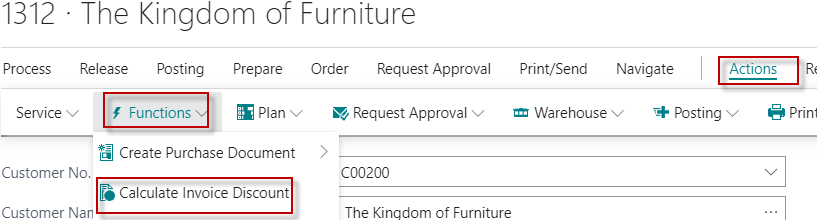 1312 · The Kingdom of Furniture
Process Release Posting Prepare Order Request Approval Print/Send Navigate Actions Re
Service Functions Plan Request Approval Warehouse Posting Print
Create Purchase Document
Customer No. C00200
Calculate Invoice Discount
Customer Nam The Kingdom of Furniture ...